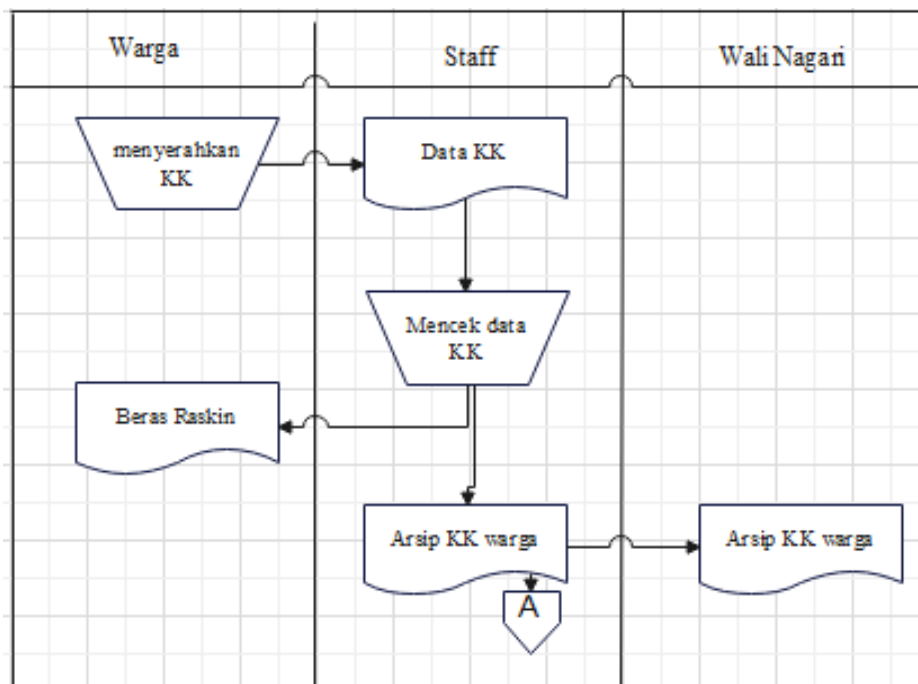 Warga
Staff
Wali Nagari
menyerahkan
KK
Data KK
Mencek data
KK
Beras Raskin
Arsip KK warga
Arsip KK warga
A